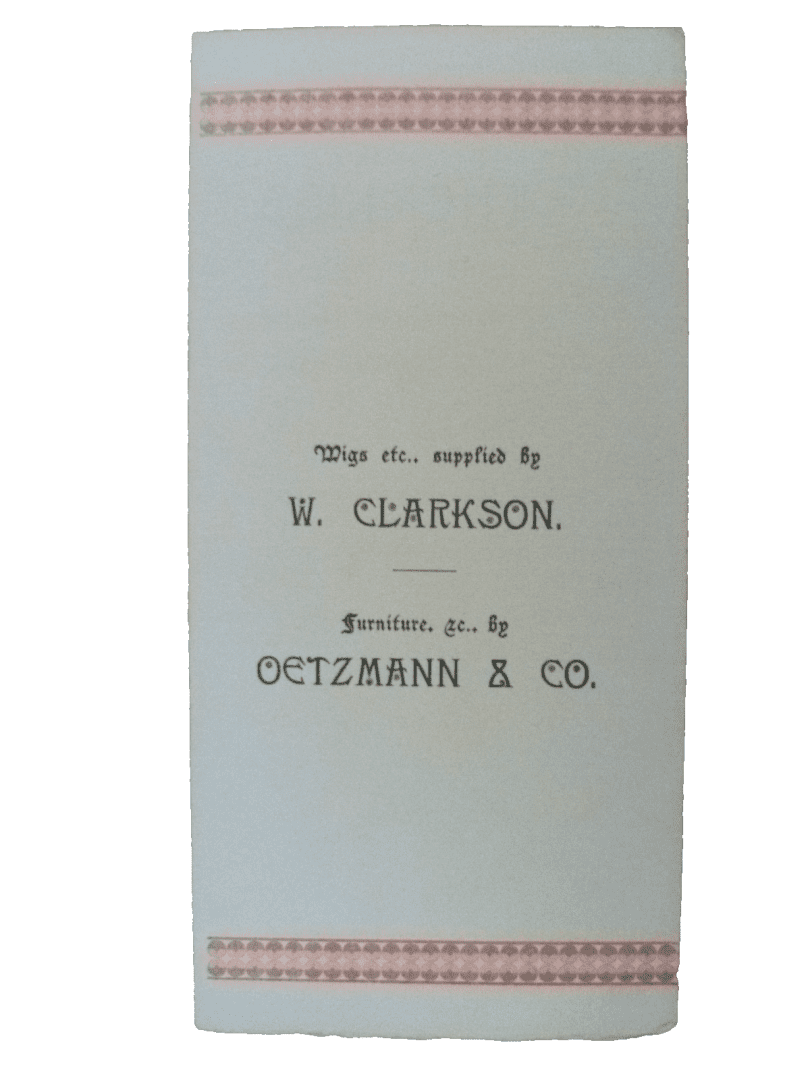 Wigs etc., supplied by
W. CLARKSON.
Furniture, &c., by
OETZMANN & CO.